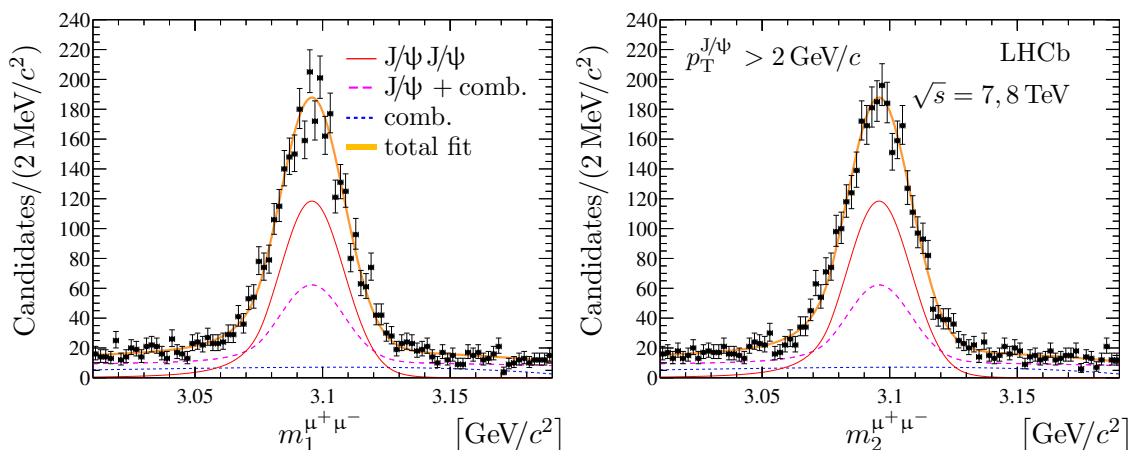 Candidates/(2 MeV/c²)
240
220
200
180
160
140
120
100
80
60
40
20
0
J/ψ J/ψ
J/ψ + comb.
comb.
total fit
3.05 3.1 3.15
m₁^{μ⁺μ⁻} [GeV/c²]
Candidates/(2 MeV/c²)
240
220
200
180
160
140
120
100
80
60
40
20
0
p_T^{J/ψ} > 2 GeV/c
LHCb
√s = 7, 8 TeV
3.05 3.1 3.15
m₂^{μ⁺μ⁻} [GeV/c²]